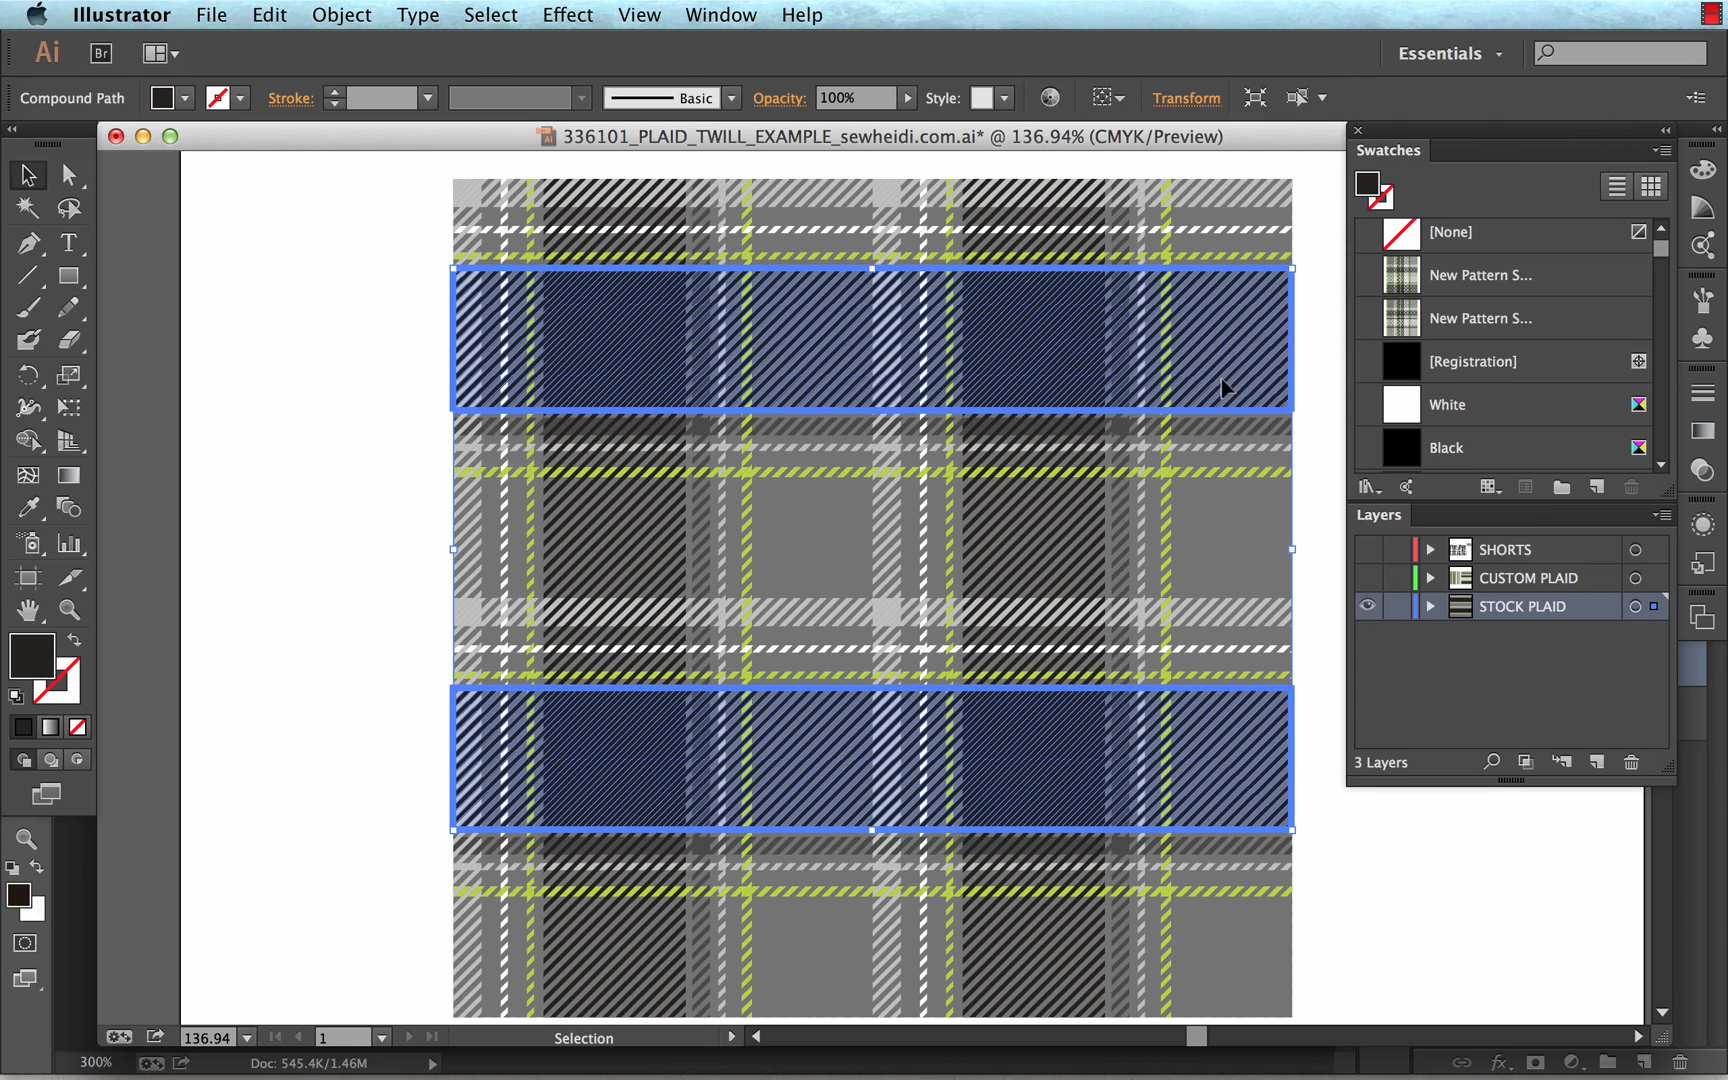 Illustrator File Edit Object Type Select Effect View Window Help
Ai Br Essentials
Compound Path Stroke: Basic Opacity: 100% Style: Transform
336101_PLAID_TWILL_EXAMPLE_sewheidi.com.ai* @ 136.94% (CMYK/Preview)
Swatches
[None]
New Pattern S...
New Pattern S...
[Registration]
White
Black
Layers
SHORTS
CUSTOM PLAID
STOCK PLAID
3 Layers
136.94 1 Selection
300% Doc: 545.4K/1.46M
fx